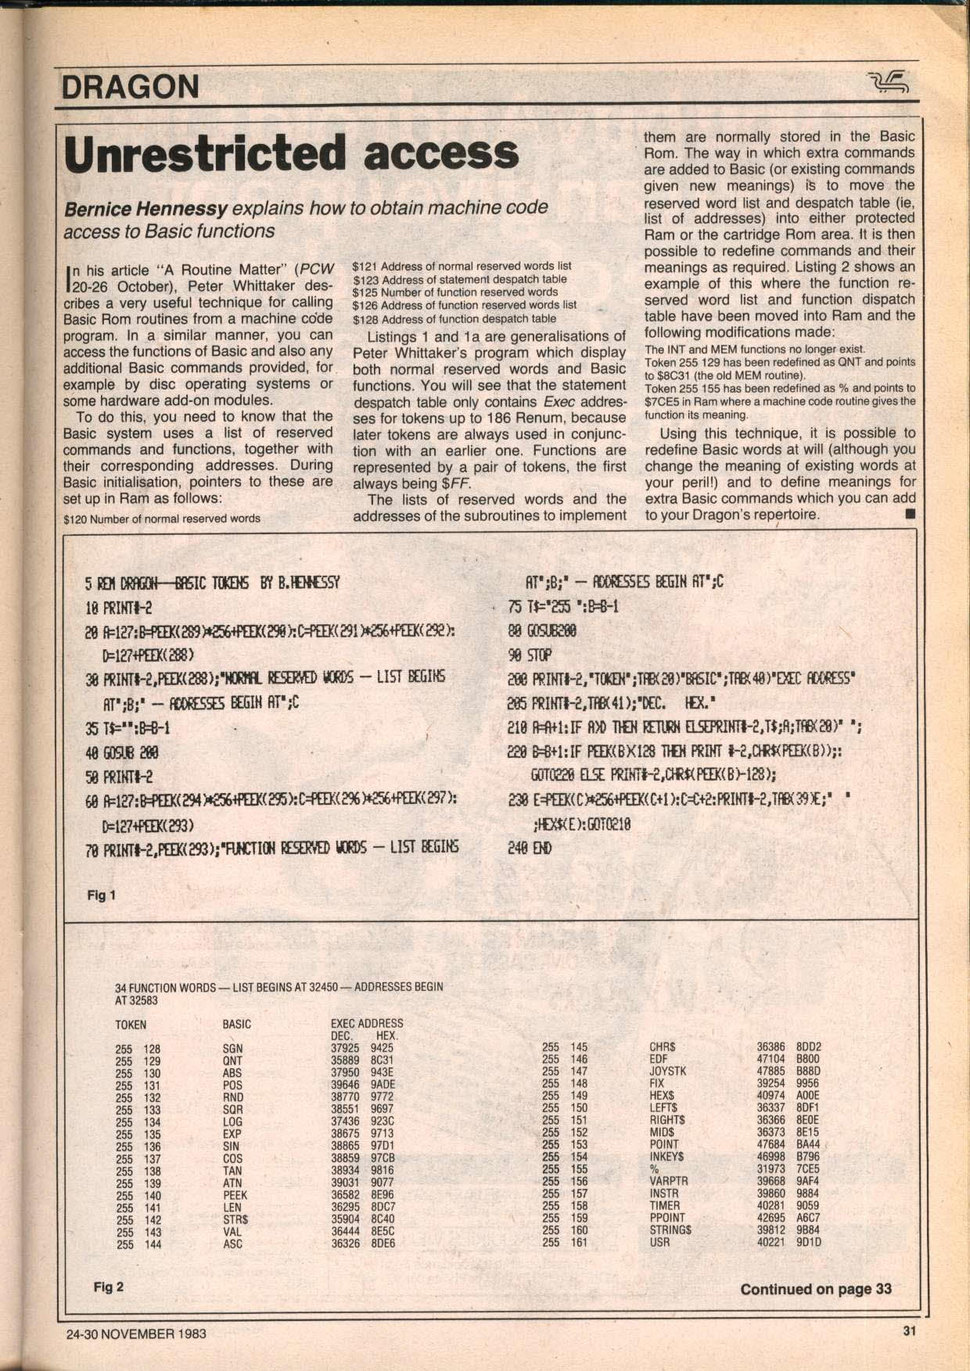 DRAGON
Unrestricted access
Bernice Hennessy explains how to obtain machine code
access to Basic functions
In his article "A Routine Matter" (PCW
20-26 October), Peter Whittaker des-
cribes a very useful technique for calling
Basic Rom routines from a machine code
program. In a similar manner, you can
access the functions of Basic and also any
additional Basic commands provided, for
example by disc operating systems or
some hardware add-on modules.
To do this, you need to know that the
Basic system uses a list of reserved
commands and functions, together with
their corresponding addresses. During
Basic initialisation, pointers to these are
set up in Ram as follows:
$120 Number of normal reserved words
$121 Address of normal reserved words list
$123 Address of statement despatch table
$125 Number of function reserved words
$126 Address of function reserved words list
$128 Address of function despatch table
Listings 1 and 1a are generalisations of
Peter Whittaker's program which display
both normal reserved words and Basic
functions. You will see that the statement
despatch table only contains Exec addres-
ses for tokens up to 186 Renum, because
later tokens are always used in conjunc-
tion with an earlier one. Functions are
represented by a pair of tokens, the first
always being $FF.
The lists of reserved words and the
addresses of the subroutines to implement
them are normally stored in the Basic
Rom. The way in which extra commands
are added to Basic (or existing commands
given new meanings) is to move the
reserved word list and despatch table (ie,
list of addresses) into either protected
Ram or the cartridge Rom area. It is then
possible to redefine commands and their
meanings as required. Listing 2 shows an
example of this where the function re-
served word list and function dispatch
table have been moved into Ram and the
following modifications made:
The INT and MEM functions no longer exist.
Token 255 129 has been redefined as QNT and points
to $8C31 (the old MEM routine).
Token 255 155 has been redefined as % and points to
$7CE5 in Ram where a machine code routine gives the
function its meaning.
Using this technique, it is possible to
redefine Basic words at will (although you
change the meaning of existing words at
your peril!) and to define meanings for
extra Basic commands which you can add
to your Dragon's repertoire. ■
5 REM DRAGON—BASIC TOKENS BY B.HENNESSY
10 PRINT#-2
20 A=127:B=PEEK(289)*256+PEEK(290):C=PEEK(291)*256+PEEK(292):
D=127+PEEK(288)
30 PRINT#-2,PEEK(288);"NORMAL RESERVED WORDS — LIST BEGINS
AT";B;" — ADDRESSES BEGIN AT";C
35 T$="":B=B-1
40 GOSUB 200
50 PRINT#-2
60 A=127:B=PEEK(294)*256+PEEK(295):C=PEEK(296)*256+PEEK(297):
D=127+PEEK(293)
70 PRINT#-2,PEEK(293);"FUNCTION RESERVED WORDS — LIST BEGINS
AT";B;" — ADDRESSES BEGIN AT";C
75 T$="255 ":B=B-1
80 GOSUB200
90 STOP
200 PRINT#-2,"TOKEN";TAB(20)"BASIC";TAB(40)"EXEC ADDRESS"
205 PRINT#-2,TAB(41);"DEC. HEX."
210 A=A+1:IF A>D THEN RETURN ELSEPRINT#-2,T$;A;TAB(20)" ";
220 B=B+1:IF PEEK(B)<128 THEN PRINT #-2,CHR$(PEEK(B));:
GOTO220 ELSE PRINT#-2,CHR$(PEEK(B)-128);
230 E=PEEK(C)*256+PEEK(C+1):C=C+2:PRINT#-2,TAB(39)E;" "
;HEX$(E):GOTO210
240 END
Fig 1
34 FUNCTION WORDS — LIST BEGINS AT 32450 — ADDRESSES BEGIN
AT 32583
TOKEN BASIC EXEC ADDRESS
DEC. HEX.
255 128 SGN 37925 9425
255 129 QNT 35889 8C31
255 130 ABS 37950 943E
255 131 POS 39646 9ADE
255 132 RND 38770 9772
255 133 SQR 38551 9697
255 134 LOG 37436 923C
255 135 EXP 38675 9713
255 136 SIN 38865 97D1
255 137 COS 38859 97CB
255 138 TAN 38934 9816
255 139 ATN 39031 9077
255 140 PEEK 36582 8E96
255 141 LEN 36295 8DC7
255 142 STR$ 35904 8C40
255 143 VAL 36444 8E5C
255 144 ASC 36326 8DE6
255 145 CHR$ 36386 8DD2
255 146 EDF 47104 B800
255 147 JOYSTK 47885 B88D
255 148 FIX 39254 9956
255 149 HEX$ 40974 A00E
255 150 LEFT$ 36337 8DF1
255 151 RIGHT$ 36366 8E0E
255 152 MID$ 36373 8E15
255 153 POINT 47684 BA44
255 154 INKEY$ 46998 B796
255 155 % 31973 7CE5
255 156 VARPTR 39668 9AF4
255 157 INSTR 39860 9884
255 158 TIMER 40281 9059
255 159 PPOINT 42695 A6C7
255 160 STRING$ 39812 9B84
255 161 USR 40221 9D1D
Fig 2
Continued on page 33
24-30 NOVEMBER 1983
31